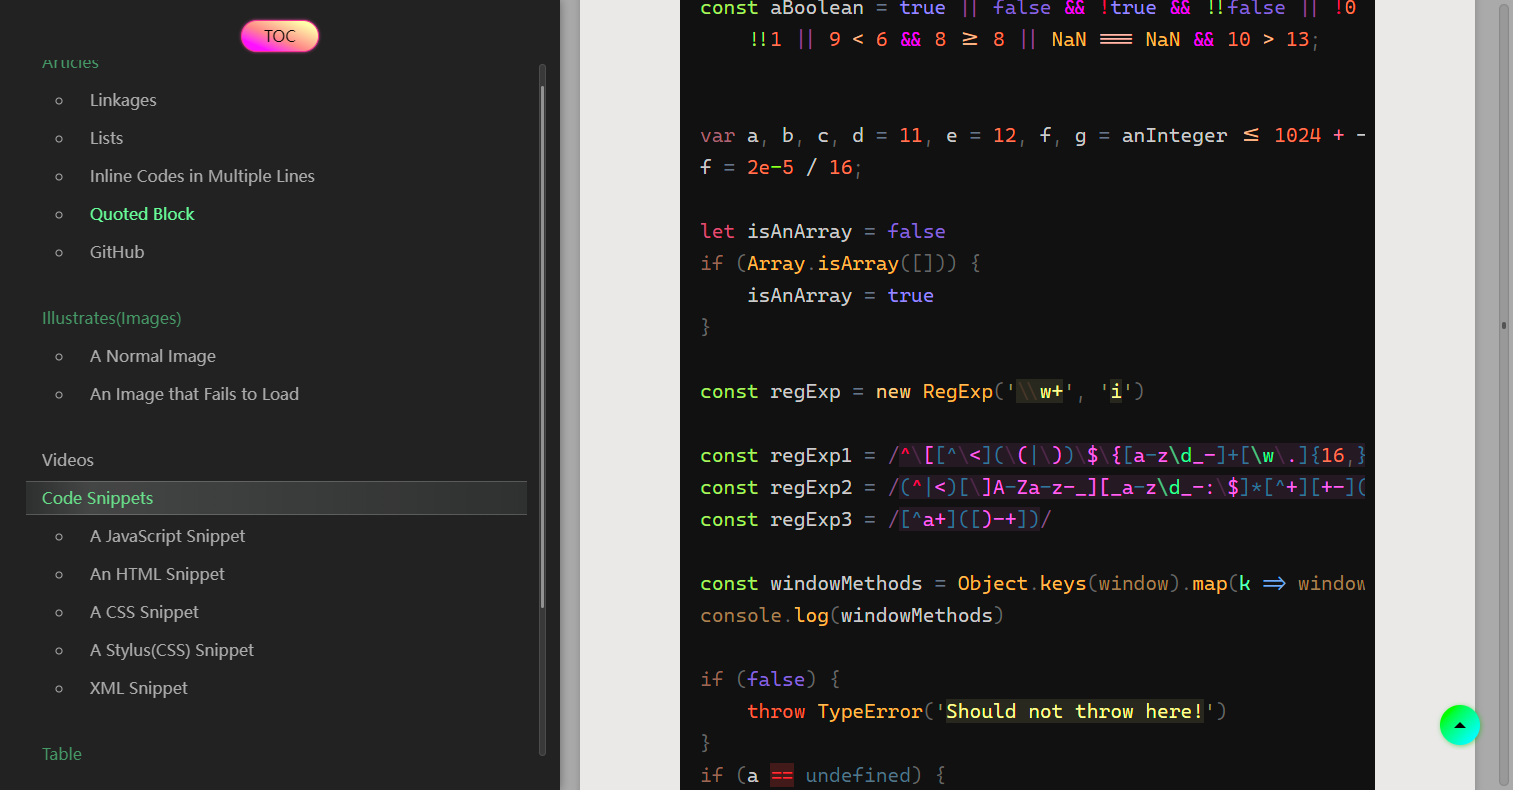 TOC
Articles
Linkages
Lists
Inline Codes in Multiple Lines
Quoted Block
GitHub
Illustrates(Images)
A Normal Image
An Image that Fails to Load
Videos
Code Snippets
A JavaScript Snippet
An HTML Snippet
A CSS Snippet
A Stylus(CSS) Snippet
XML Snippet
Table
const aBoolean = true || false && !true && !!false || !0
!!1 || 9 < 6 && 8 ≥ 8 || NaN ≡ NaN && 10 > 13;
var a, b, c, d = 11, e = 12, f, g = anInteger ≤ 1024 + -
f = 2e-5 / 16;
let isAnArray = false
if (Array.isArray([])) {
isAnArray = true
}
const regExp = new RegExp('\\w+', 'i')
const regExp1 = /^\[[^\<](\(|\))\$\{[a-z\d_-]+[\w\.]{16,}
const regExp2 = /(^|<)[\]A-Za-z-_][_a-z\d_-:\$]*[^+][+-](
const regExp3 = /[^a+]([)-+])/
const windowMethods = Object.keys(window).map(k ⇒ window
console.log(windowMethods)
if (false) {
throw TypeError('Should not throw here!')
}
if (a == undefined) {